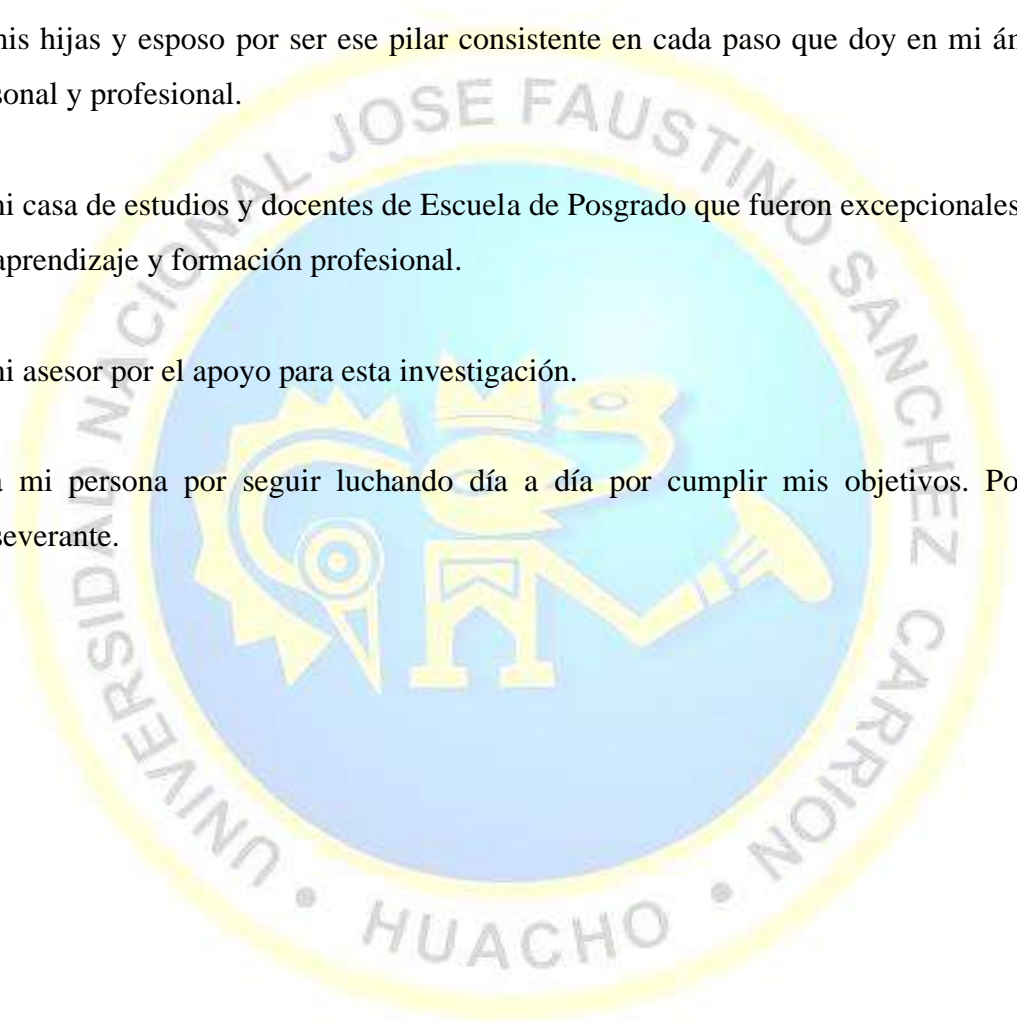 mis hijas y esposo por ser ese pilar consistente en cada paso que doy en mi
sonal y profesional.
mi casa de estudios y docentes de Escuela de Posgrado que fueron excepcionales
aprendizaje y formación profesional.
mi asesor por el apoyo para esta investigación.
a mi persona por seguir luchando día a día por cumplir mis objetivos. Po
severante.
UNIVERSIDAD NACIONAL JOSE FAUSTINO SANCHEZ CARRION • HUACHO •